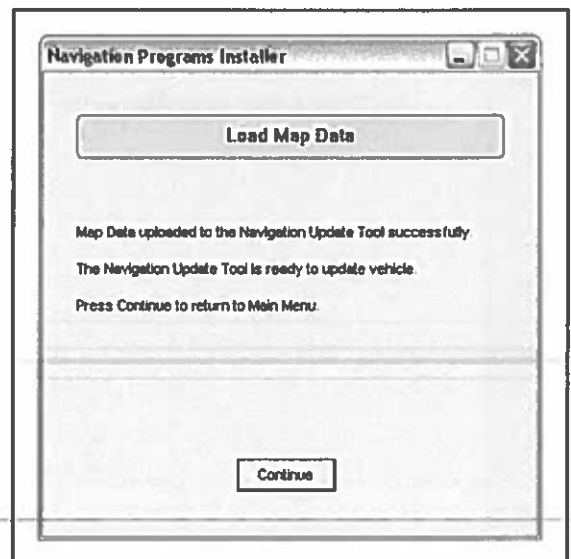 Navigation Programs Installer
Load Map Data
Map Data uploaded to the Navigation Update Tool successfully.
The Navigation Update Tool is ready to update vehicle.
Press Continue to return to Main Menu.
Continue